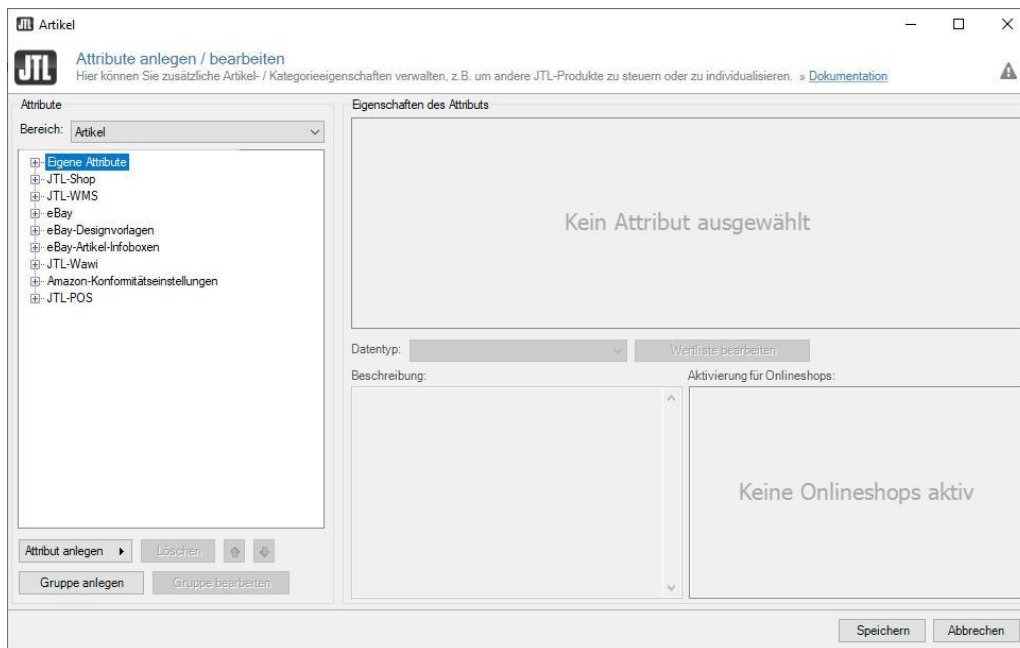 JTL Artikel
JTL
Attribute anlegen / bearbeiten
Hier können Sie zusätzliche Artikel- / Kategorieeigenschaften verwalten, z.B. um andere JTL-Produkte zu steuern oder zu individualisieren. » Dokumentation
Attribute
Bereich: Artikel
Eigene Attribute
JTL-Shop
JTL-WMS
eBay
eBay-Designvorlagen
eBay-Artikel-Infoboxen
JTL-Wawi
Amazon-Konformitätseinstellungen
JTL-POS
Attribut anlegen Löschen
Gruppe anlegen Gruppe bearbeiten
Eigenschaften des Attributs
Kein Attribut ausgewählt
Datentyp: Wertliste bearbeiten
Beschreibung:
Aktivierung für Onlineshops:
Keine Onlineshops aktiv
Speichern Abbrechen